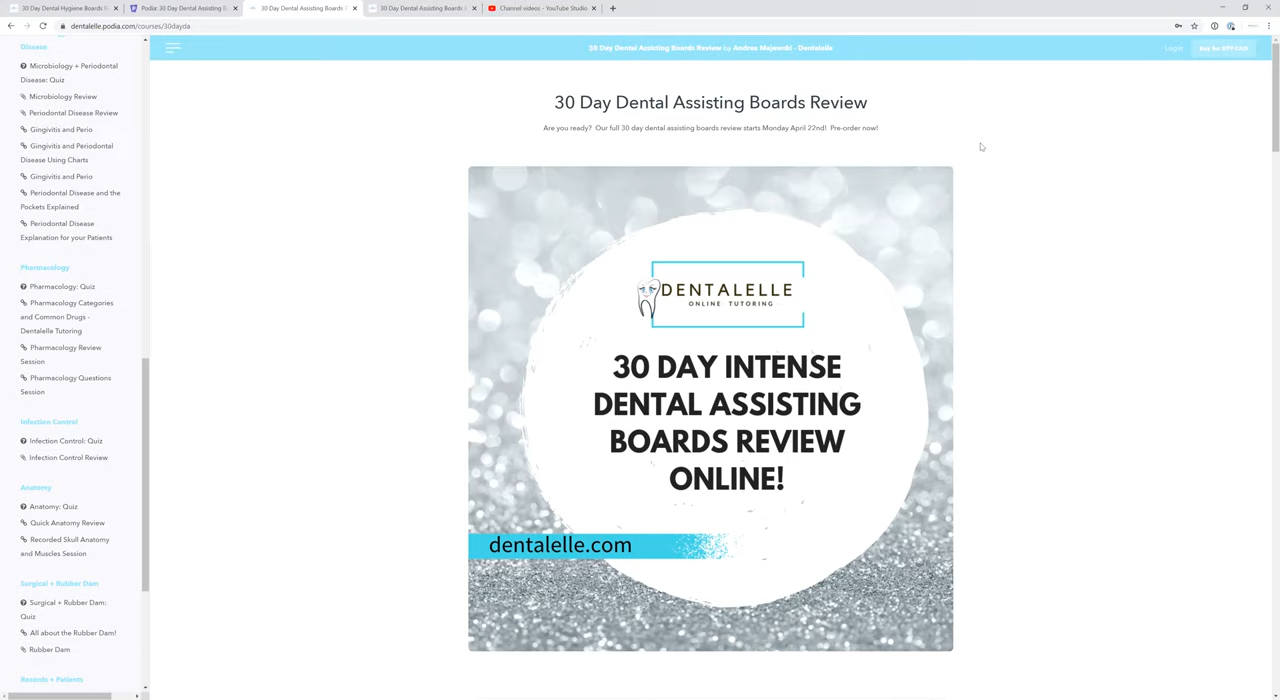 30 Day Dental Hygiene Boards R
Podia: 30 Day Dental Assisting B
30 Day Dental Assisting Boards R
30 Day Dental Assisting Boards R
Channel videos - YouTube Studio
dentalelle.podia.com/courses/30dayda
Disease
Microbiology + Periodontal
Disease: Quiz
Microbiology Review
Periodontal Disease Review
Gingivitis and Perio
Gingivitis and Periodontal
Disease Using Charts
Gingivitis and Perio
Periodontal Disease and the
Pockets Explained
Periodontal Disease
Explanation for your Patients
Pharmacology
Pharmacology: Quiz
Pharmacology Categories
and Common Drugs -
Dentalelle Tutoring
Pharmacology Review
Session
Pharmacology Questions
Session
Infection Control
Infection Control: Quiz
Infection Control Review
Anatomy
Anatomy: Quiz
Quick Anatomy Review
Recorded Skull Anatomy
and Muscles Session
Surgical + Rubber Dam
Surgical + Rubber Dam:
Quiz
All about the Rubber Dam!
Rubber Dam
Records + Patients
30 Day Dental Assisting Boards Review by Andrea Majewski - Dentalelle
Login
Buy for $99 CAD
30 Day Dental Assisting Boards Review
Are you ready? Our full 30 day dental assisting boards review starts Monday April 22nd! Pre-order now!
DENTALELLE
ONLINE TUTORING
30 DAY INTENSE
DENTAL ASSISTING
BOARDS REVIEW
ONLINE!
dentalelle.com